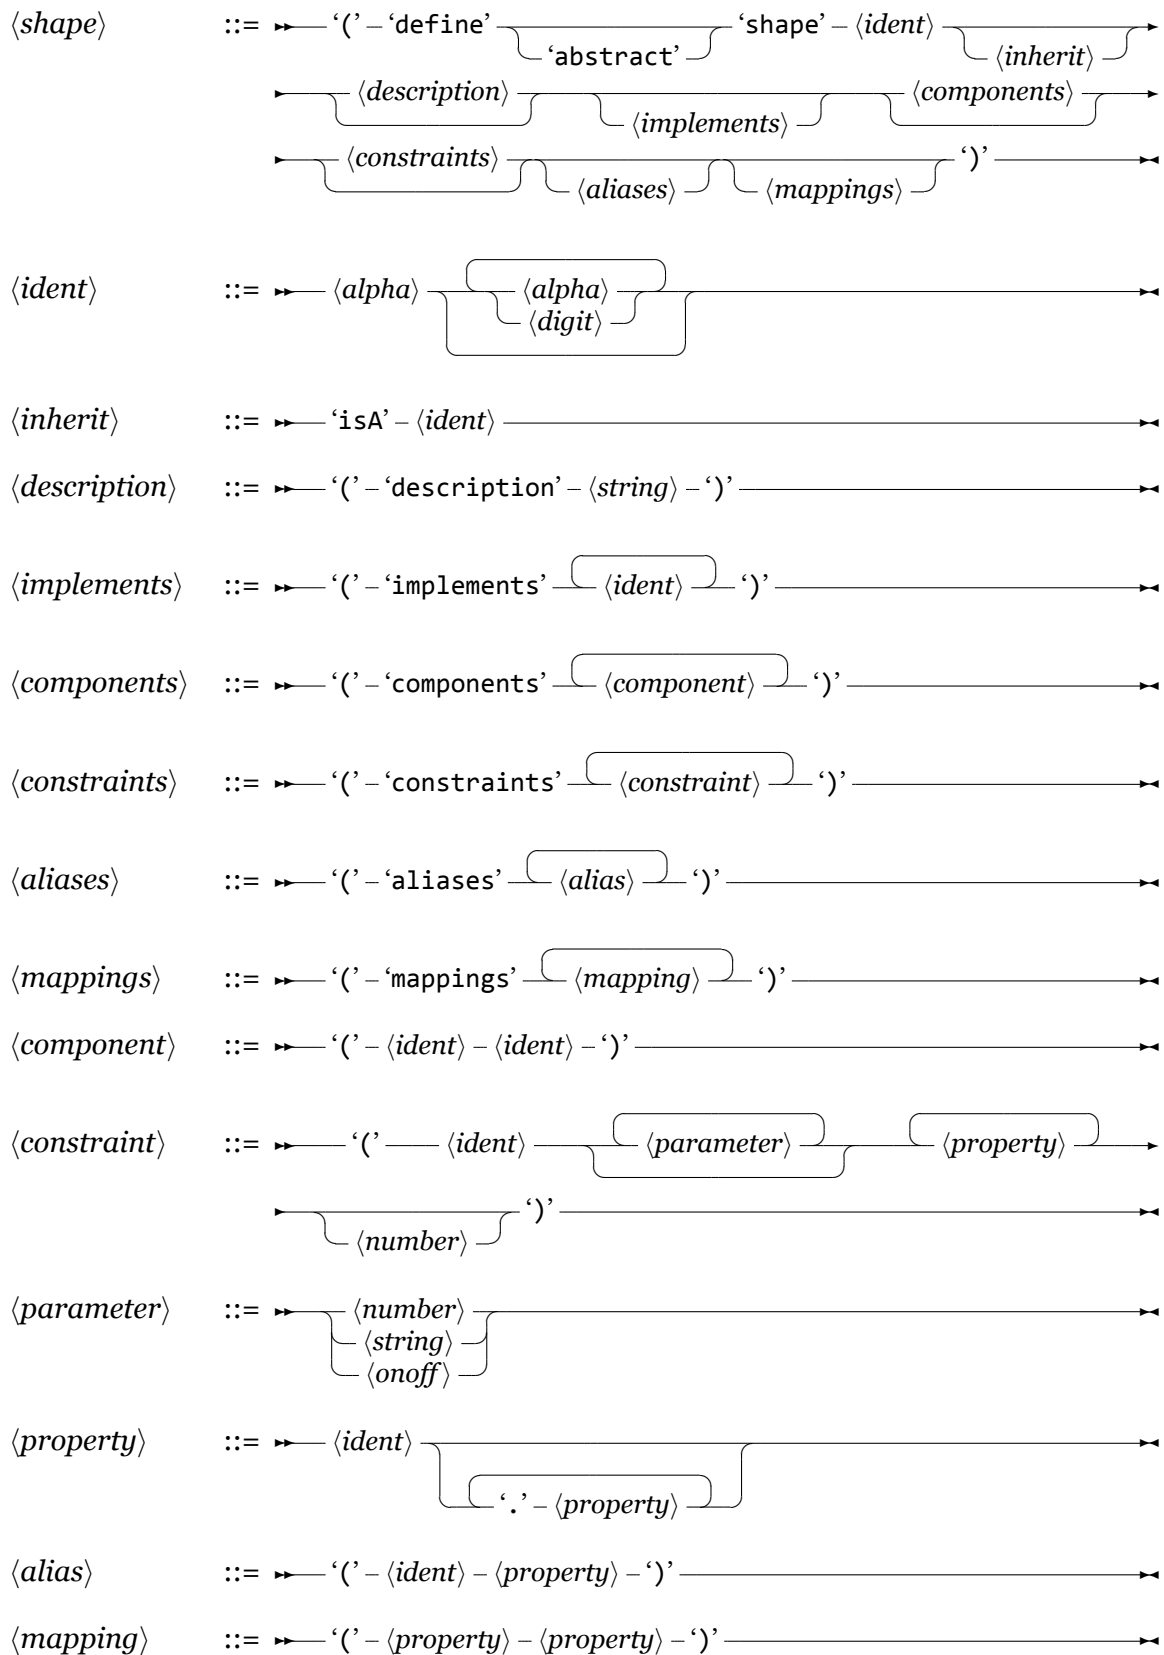 ⟨shape⟩ ::= ‘(’ ‘define’ ‘shape’ ⟨ident⟩
‘abstract’ ⟨inherit⟩
⟨description⟩ ⟨components⟩
⟨implements⟩
⟨constraints⟩ ‘)’
⟨aliases⟩ ⟨mappings⟩
⟨ident⟩ ::= ⟨alpha⟩ ⟨alpha⟩
⟨digit⟩
⟨inherit⟩ ::= ‘isA’ ⟨ident⟩
⟨description⟩ ::= ‘(’ ‘description’ ⟨string⟩ ‘)’
⟨implements⟩ ::= ‘(’ ‘implements’ ⟨ident⟩ ‘)’
⟨components⟩ ::= ‘(’ ‘components’ ⟨component⟩ ‘)’
⟨constraints⟩ ::= ‘(’ ‘constraints’ ⟨constraint⟩ ‘)’
⟨aliases⟩ ::= ‘(’ ‘aliases’ ⟨alias⟩ ‘)’
⟨mappings⟩ ::= ‘(’ ‘mappings’ ⟨mapping⟩ ‘)’
⟨component⟩ ::= ‘(’ ⟨ident⟩ ⟨ident⟩ ‘)’
⟨constraint⟩ ::= ‘(’ ⟨ident⟩ ⟨parameter⟩ ⟨property⟩
‘)’
⟨number⟩
⟨parameter⟩ ::= ⟨number⟩
⟨string⟩
⟨onoff⟩
⟨property⟩ ::= ⟨ident⟩
‘.’ ⟨property⟩
⟨alias⟩ ::= ‘(’ ⟨ident⟩ ⟨property⟩ ‘)’
⟨mapping⟩ ::= ‘(’ ⟨property⟩ ⟨property⟩ ‘)’